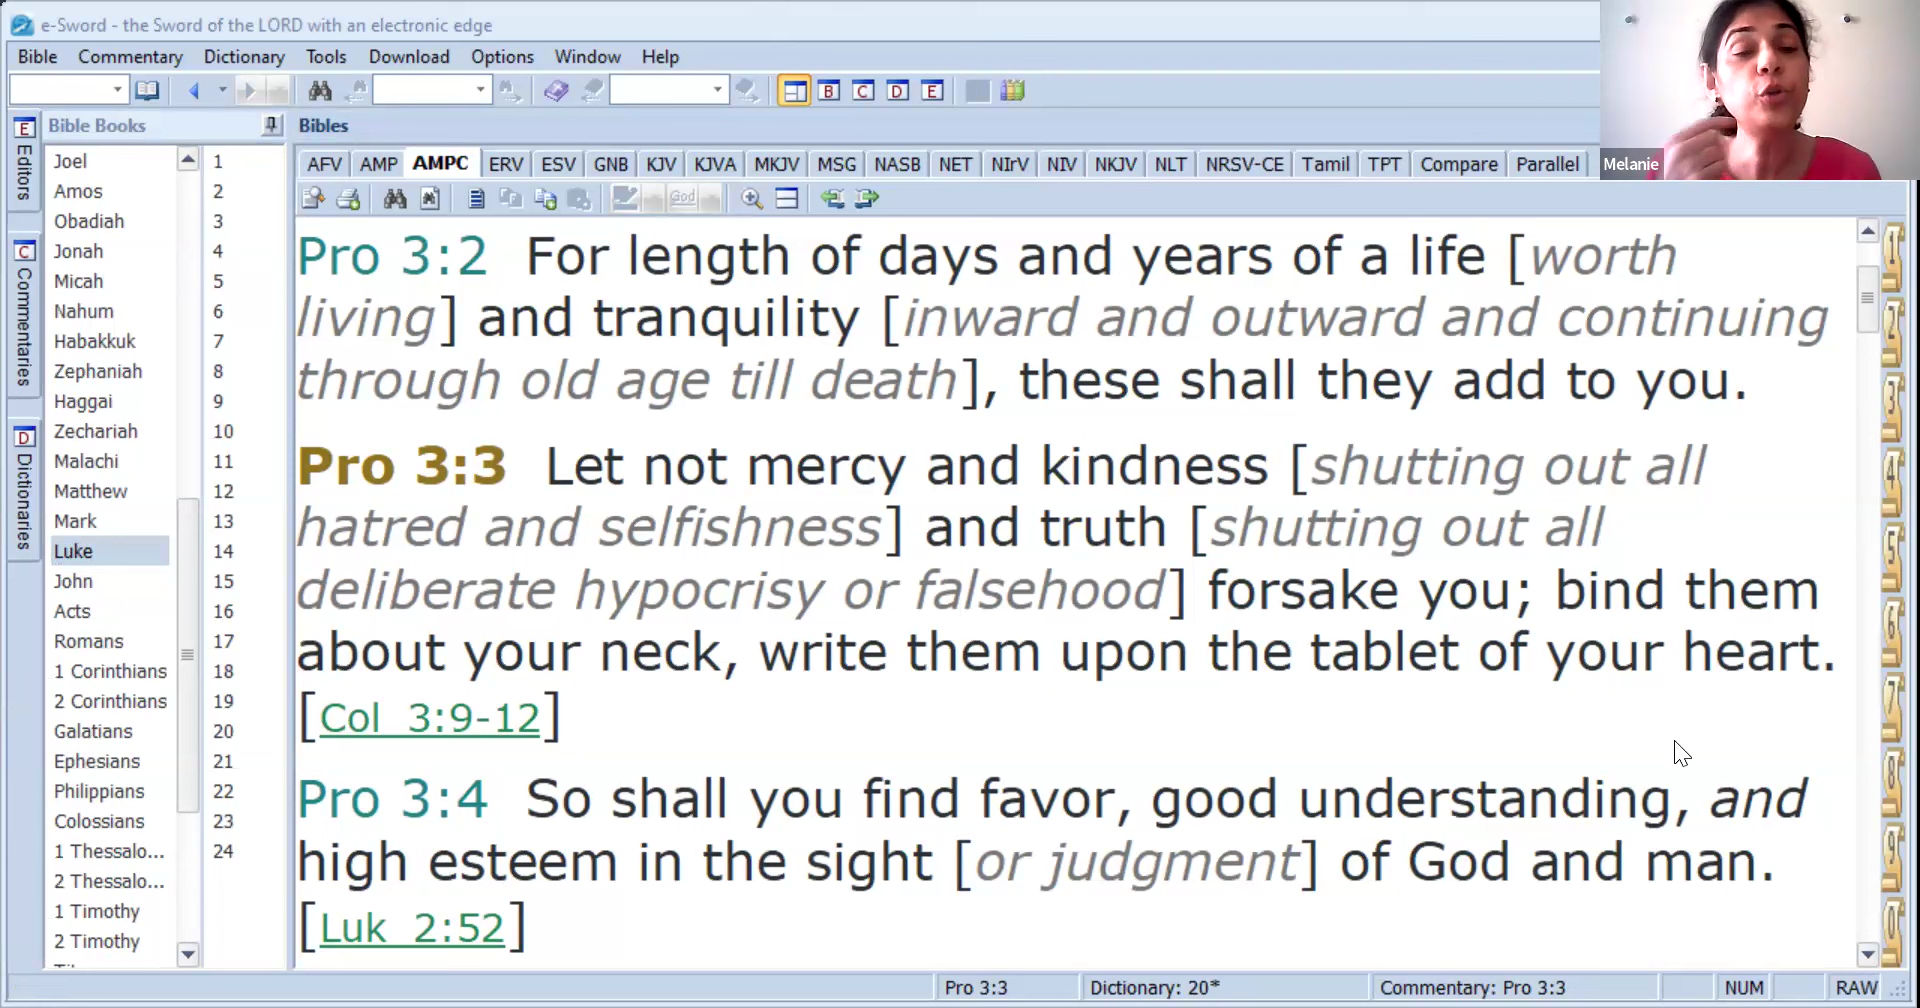 e-Sword - the Sword of the LORD with an electronic edge
Bible Commentary Dictionary Tools Download Options Window Help
B C D E
Bible Books
Bibles
E Editors
C Commentaries
D Dictionaries
Joel
Amos
Obadiah
Jonah
Micah
Nahum
Habakkuk
Zephaniah
Haggai
Zechariah
Malachi
Matthew
Mark
Luke
John
Acts
Romans
1 Corinthians
2 Corinthians
Galatians
Ephesians
Philippians
Colossians
1 Thessalo...
2 Thessalo...
1 Timothy
2 Timothy
1
2
3
4
5
6
7
8
9
10
11
12
13
14
15
16
17
18
19
20
21
22
23
24
AFV AMP AMPC ERV ESV GNB KJV KJVA MKJV MSG NASB NET NIrV NIV NKJV NLT NRSV-CE Tamil TPT Compare Parallel
God
Melanie
Pro 3:2 For length of days and years of a life [worth
living] and tranquility [inward and outward and continuing
through old age till death], these shall they add to you.
Pro 3:3 Let not mercy and kindness [shutting out all
hatred and selfishness] and truth [shutting out all
deliberate hypocrisy or falsehood] forsake you; bind them
about your neck, write them upon the tablet of your heart.
[Col 3:9-12]
Pro 3:4 So shall you find favor, good understanding, and
high esteem in the sight [or judgment] of God and man.
[Luk 2:52]
1
2
3
4
5
6
7
8
9
0
Pro 3:3 Dictionary: 20* Commentary: Pro 3:3 NUM RAW